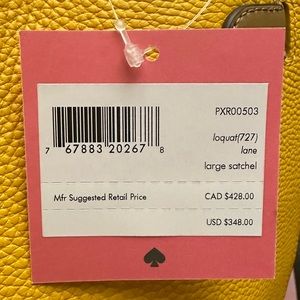 PXR00503
7 67883 20267 8
loquat(727)
lane
large satchel
Mfr Suggested Retail Price CAD $428.00
USD $348.00